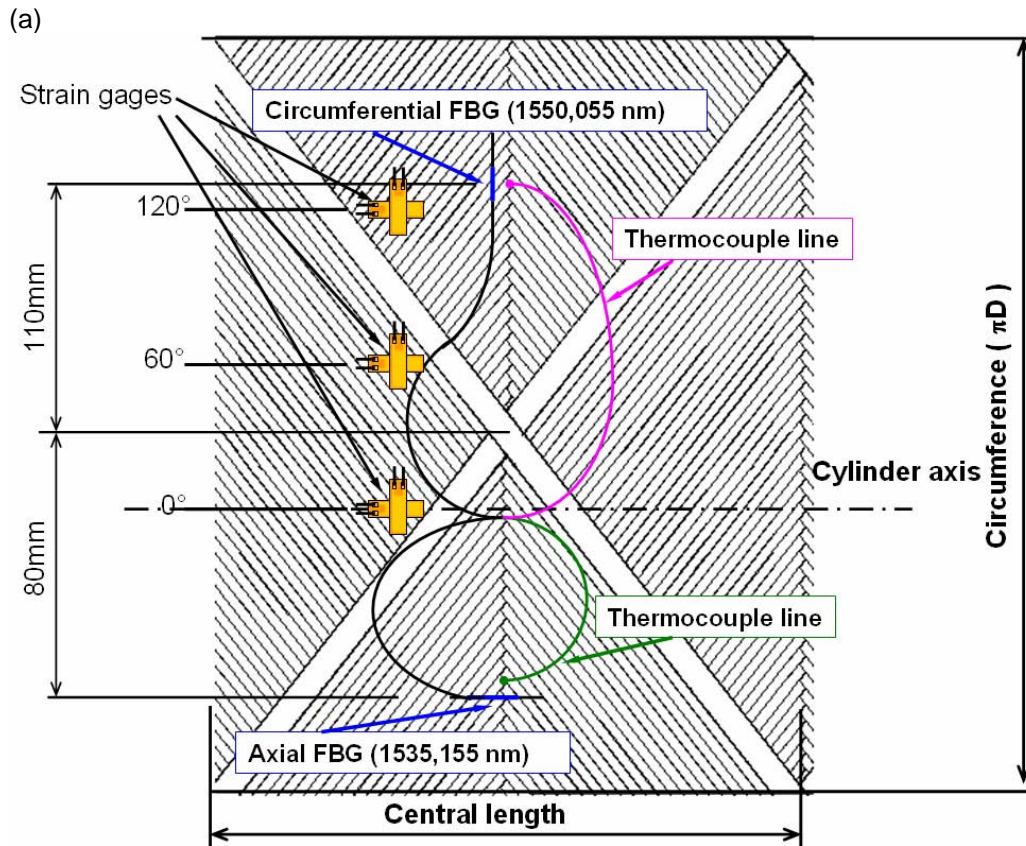 (a)
Strain gages
Circumferential FBG (1550,055 nm)
120°
Thermocouple line
110mm
60°
Circumference ( πD )
Cylinder axis
0°
80mm
Thermocouple line
Axial FBG (1535,155 nm)
Central length